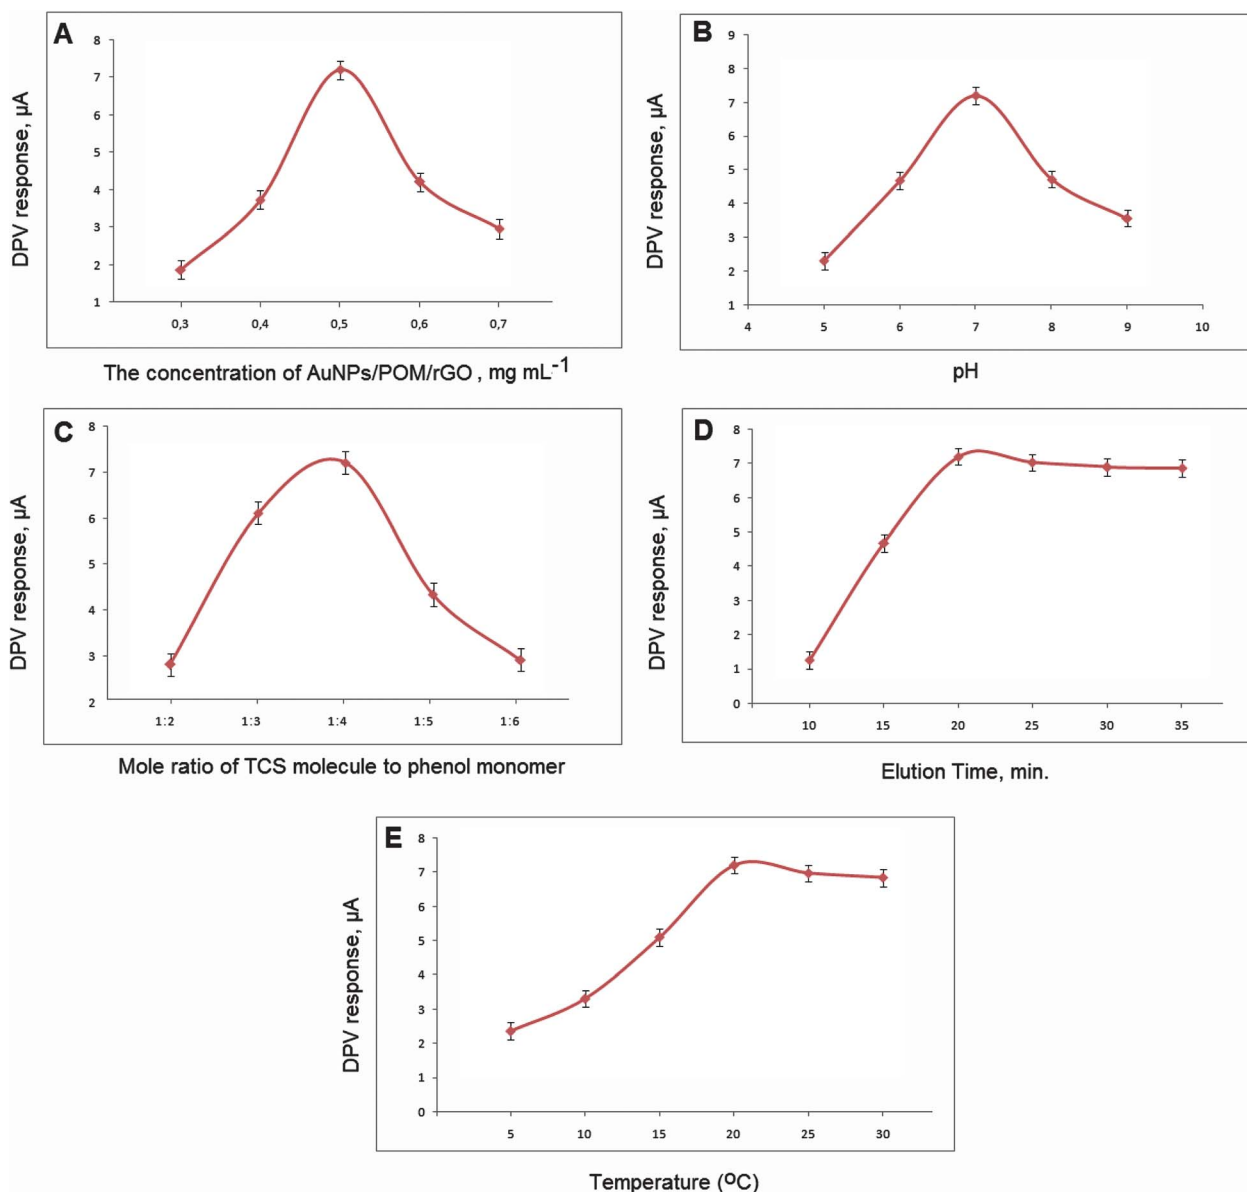 A
8
7
6
5
4
3
2
1
DPV response, µA
0,3 0,4 0,5 0,6 0,7
The concentration of AuNPs/POM/rGO , mg mL-1
B
9
8
7
6
5
4
3
2
1
DPV response, µA
4 5 6 7 8 9 10
pH
C
8
7
6
5
4
3
2
DPV response, µA
1:2 1:3 1:4 1:5 1:6
Mole ratio of TCS molecule to phenol monomer
D
8
7
6
5
4
3
2
1
0
DPV response, µA
10 15 20 25 30 35
Elution Time, min.
E
8
7
6
5
4
3
2
1
0
DPV response, µA
5 10 15 20 25 30
Temperature (ºC)